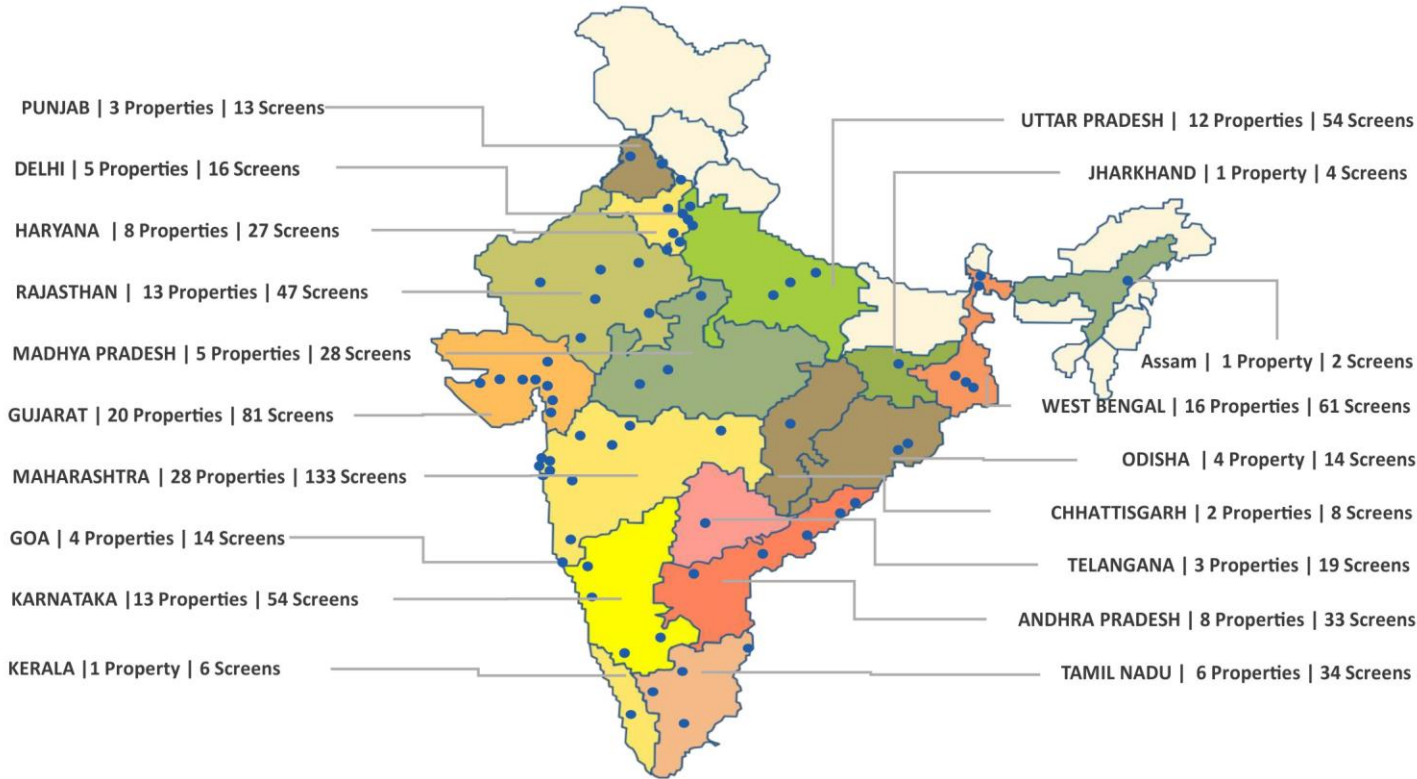 PUNJAB | 3 Properties | 13 Screens
DELHI | 5 Properties | 16 Screens
HARYANA | 8 Properties | 27 Screens
RAJASTHAN | 13 Properties | 47 Screens
MADHYA PRADESH | 5 Properties | 28 Screens
GUJARAT | 20 Properties | 81 Screens
MAHARASHTRA | 28 Properties | 133 Screens
GOA | 4 Properties | 14 Screens
KARNATAKA |13 Properties | 54 Screens
KERALA |1 Property | 6 Screens
UTTAR PRADESH | 12 Properties | 54 Screens
JHARKHAND | 1 Property | 4 Screens
Assam | 1 Property | 2 Screens
WEST BENGAL | 16 Properties | 61 Screens
ODISHA | 4 Property | 14 Screens
CHHATTISGARH | 2 Properties | 8 Screens
TELANGANA | 3 Properties | 19 Screens
ANDHRA PRADESH | 8 Properties | 33 Screens
TAMIL NADU | 6 Properties | 34 Screens